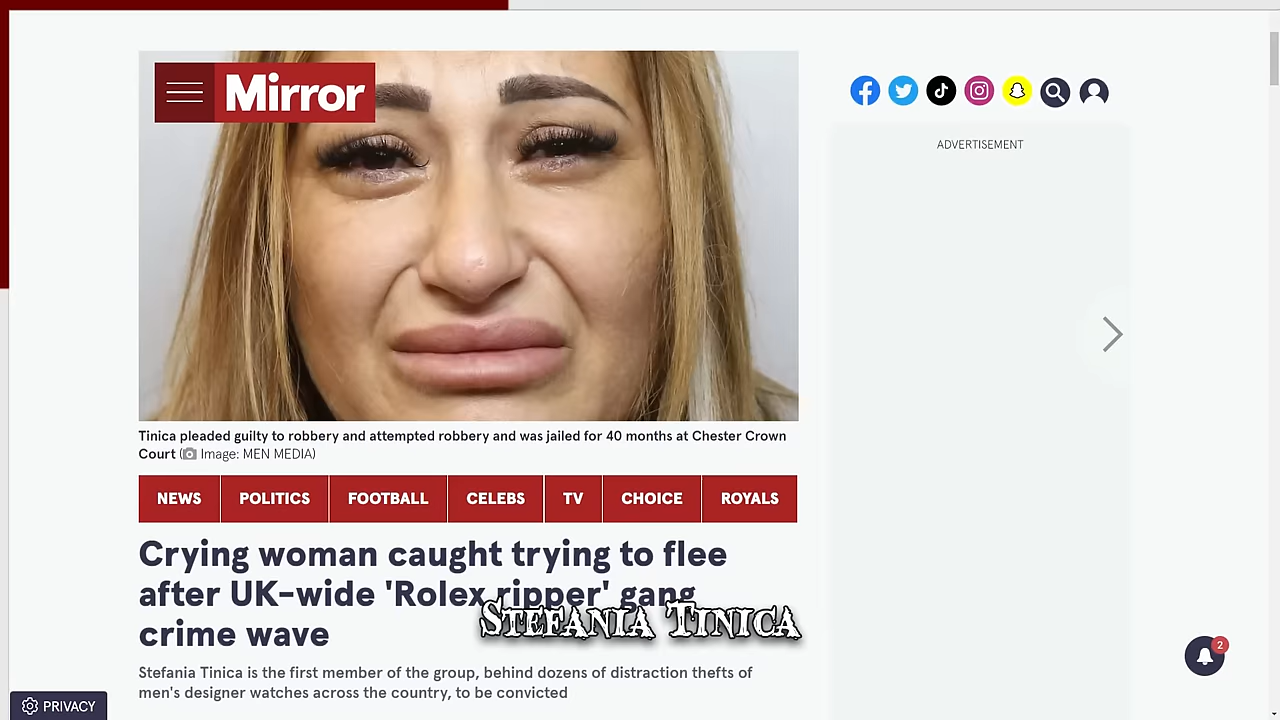 Mirror
ADVERTISEMENT
Tinica pleaded guilty to robbery and attempted robbery and was jailed for 40 months at Chester Crown
Court ( Image: MEN MEDIA)
NEWS POLITICS FOOTBALL CELEBS TV CHOICE ROYALS
Crying woman caught trying to flee
after UK-wide 'Rolex ripper' gang
crime wave
Stefania Tinica
Stefania Tinica is the first member of the group, behind dozens of distraction thefts of
men's designer watches across the country, to be convicted
2
PRIVACY